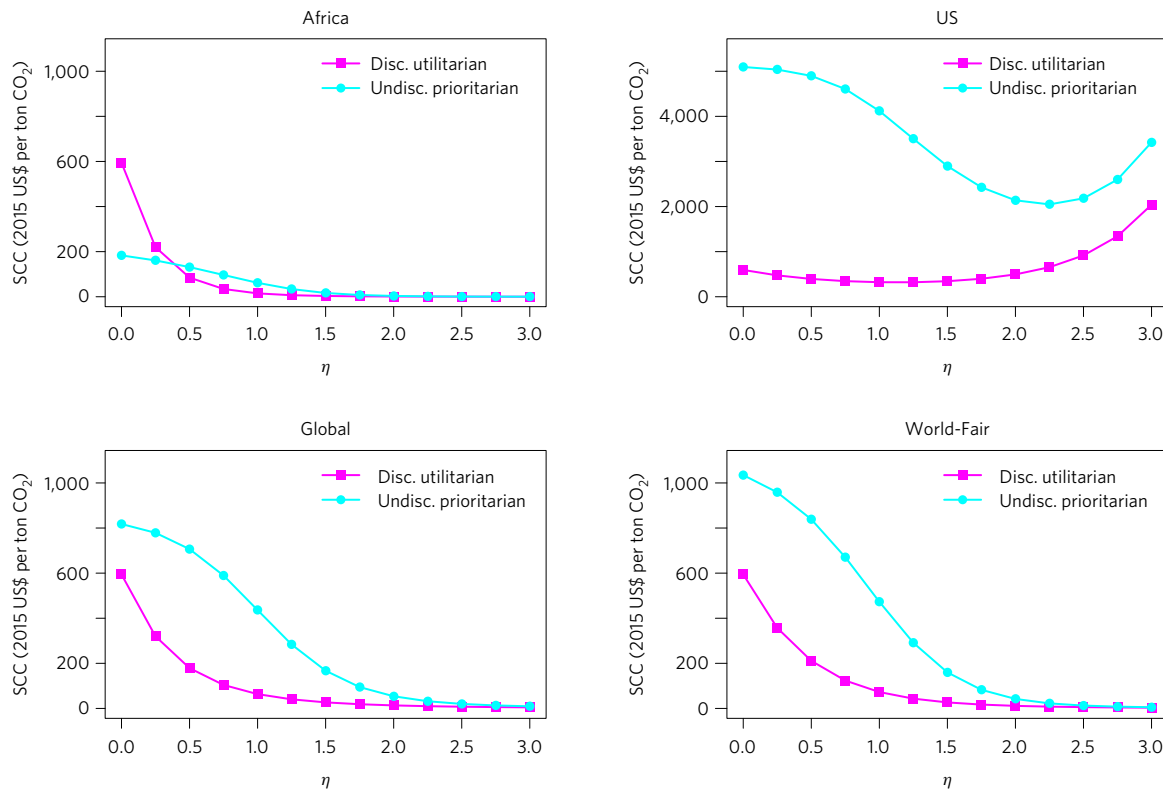 Africa
SCC (2015 US$ per ton CO₂)
1,000
600
200
0
Disc. utilitarian
Undisc. prioritarian
0.0 0.5 1.0 1.5 2.0 2.5 3.0
η
US
SCC (2015 US$ per ton CO₂)
4,000
2,000
0
Disc. utilitarian
Undisc. prioritarian
0.0 0.5 1.0 1.5 2.0 2.5 3.0
η
Global
SCC (2015 US$ per ton CO₂)
1,000
600
200
0
Disc. utilitarian
Undisc. prioritarian
0.0 0.5 1.0 1.5 2.0 2.5 3.0
η
World-Fair
SCC (2015 US$ per ton CO₂)
1,000
600
200
0
Disc. utilitarian
Undisc. prioritarian
0.0 0.5 1.0 1.5 2.0 2.5 3.0
η